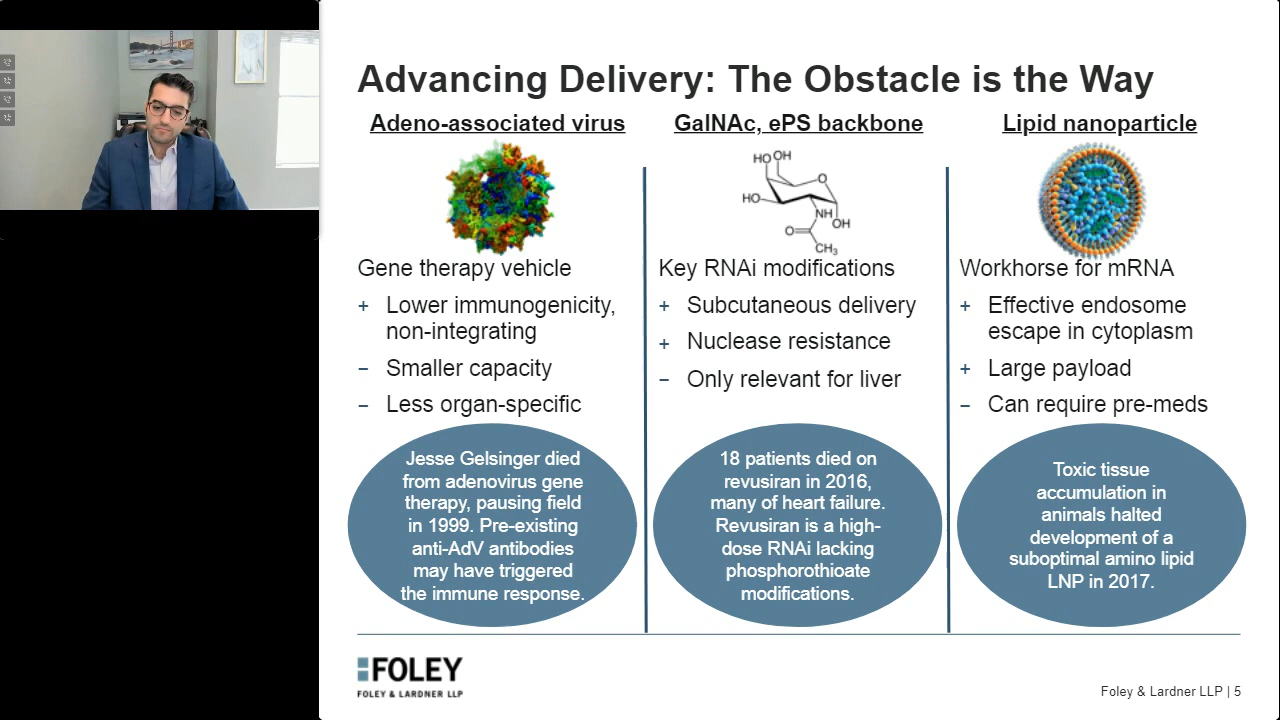 Advancing Delivery: The Obstacle is the Way
Adeno-associated virus
Gene therapy vehicle
+ Lower immunogenicity,
non-integrating
− Smaller capacity
− Less organ-specific
Jesse Gelsinger died
from adenovirus gene
therapy, pausing field
in 1999. Pre-existing
anti-AdV antibodies
may have triggered
the immune response.
GalNAc, ePS backbone
HO OH
O
HO
NH
OH
O
CH3
Key RNAi modifications
+ Subcutaneous delivery
+ Nuclease resistance
− Only relevant for liver
18 patients died on
revusiran in 2016,
many of heart failure.
Revusiran is a high-
dose RNAi lacking
phosphorothioate
modifications.
Lipid nanoparticle
Workhorse for mRNA
+ Effective endosome
escape in cytoplasm
+ Large payload
− Can require pre-meds
Toxic tissue
accumulation in
animals halted
development of a
suboptimal amino lipid
LNP in 2017.
FOLEY
FOLEY & LARDNER LLP
Foley & Lardner LLP | 5